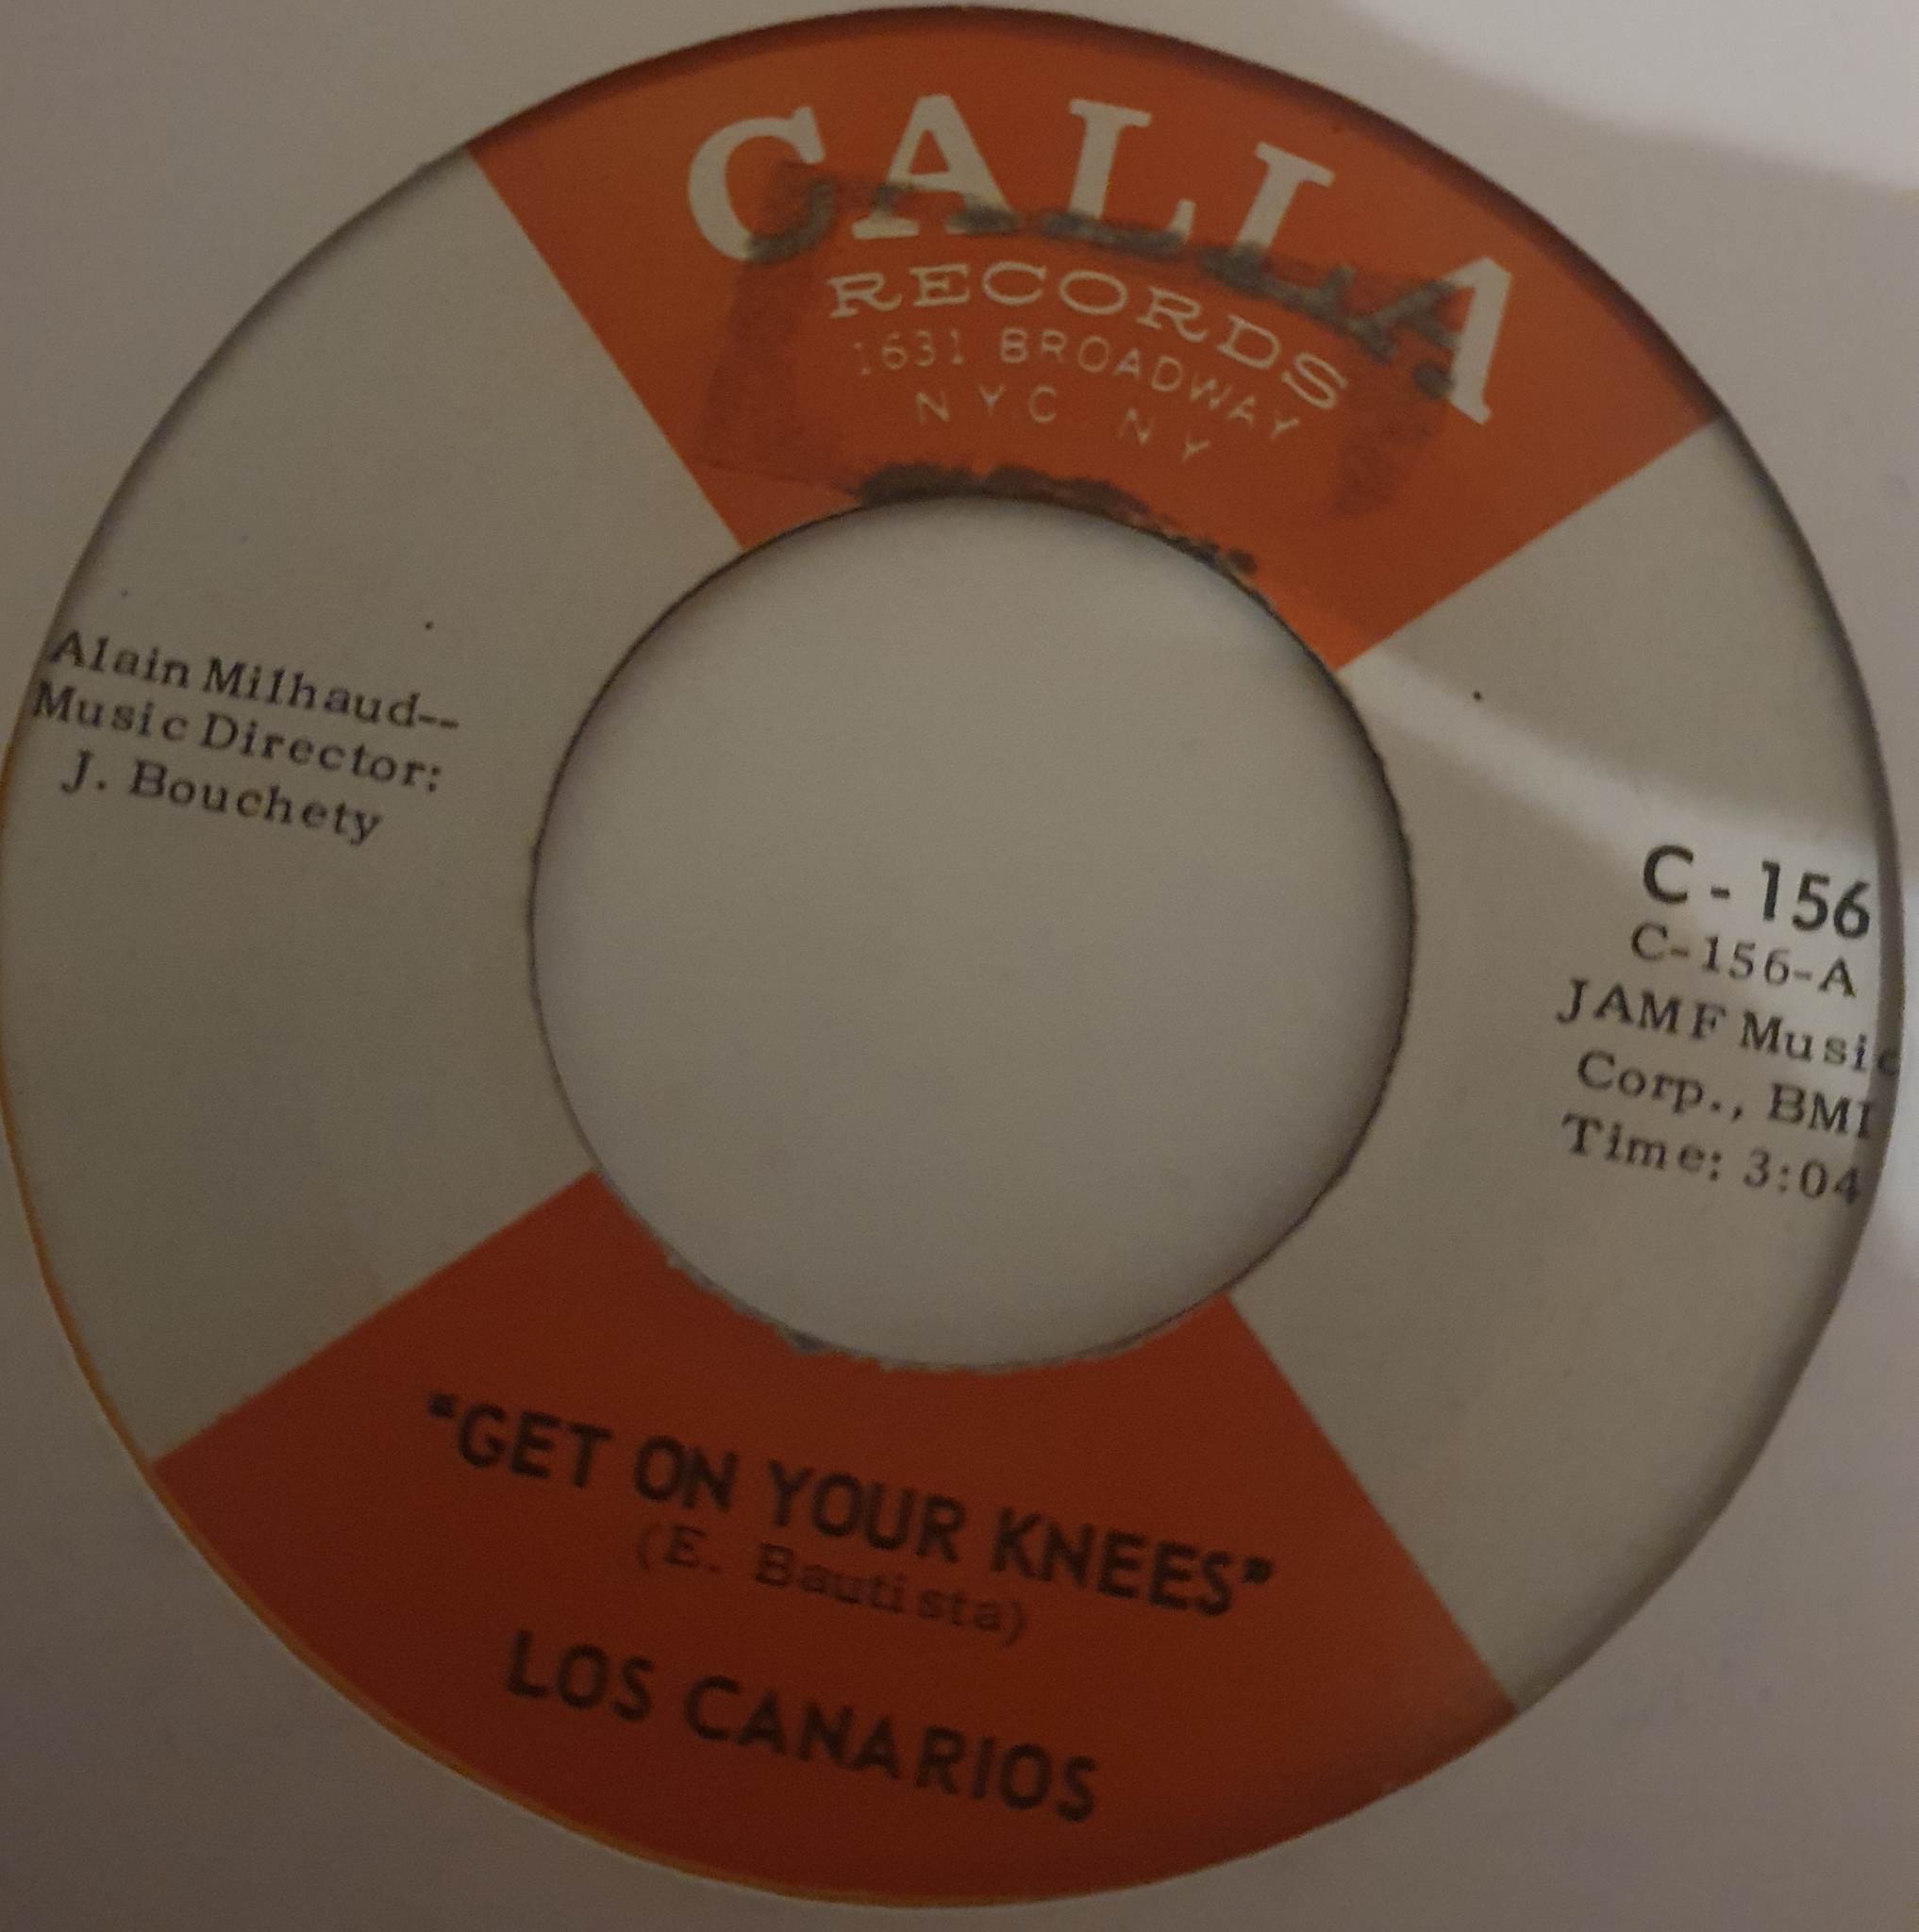 CALLA
RECORDS
1631 BROADWAY
NYC. NY
Alain Milhaud--
Music Director:
J. Bouchety
C-156
C-156-A
JAMF Music
Corp., BMI
Time: 3:04
"GET ON YOUR KNEES"
(E. Bautista)
LOS CANARIOS